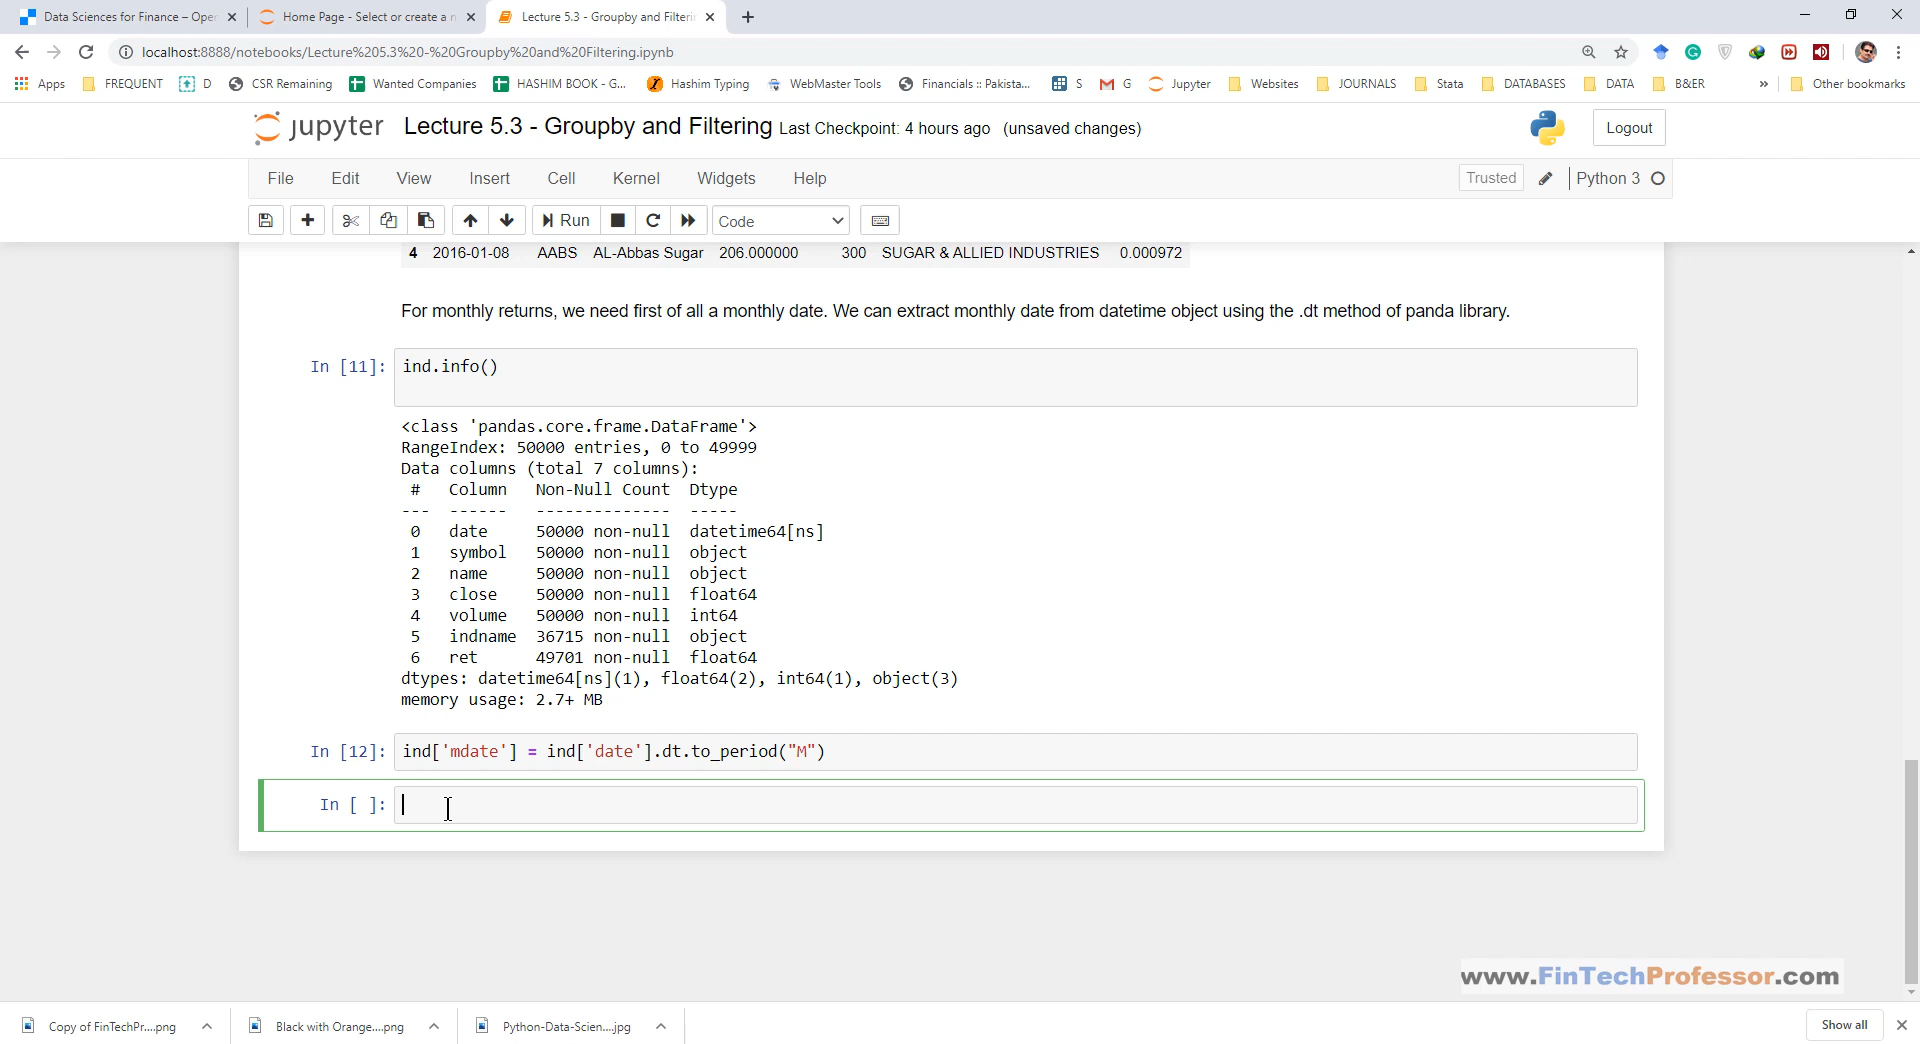 Data Sciences for Finance – Oper
Home Page - Select or create a n
Lecture 5.3 - Groupby and Filterin
localhost:8888/notebooks/Lecture%205.3%20-%20Groupby%20and%20Filtering.ipynb
Apps FREQUENT D CSR Remaining Wanted Companies HASHIM BOOK - G... Hashim Typing WebMaster Tools Financials :: Pakista... S G Jupyter Websites JOURNALS Stata DATABASES DATA B&ER » Other bookmarks
jupyter Lecture 5.3 - Groupby and Filtering Last Checkpoint: 4 hours ago (unsaved changes)
Logout
File Edit View Insert Cell Kernel Widgets Help Trusted Python 3
Run Code
4 2016-01-08 AABS AL-Abbas Sugar 206.000000 300 SUGAR & ALLIED INDUSTRIES 0.000972
For monthly returns, we need first of all a monthly date. We can extract monthly date from datetime object using the .dt method of panda library.
In [11]: ind.info()
<class 'pandas.core.frame.DataFrame'>
RangeIndex: 50000 entries, 0 to 49999
Data columns (total 7 columns):
# Column Non-Null Count Dtype
--- ------ -------------- -----
0 date 50000 non-null datetime64[ns]
1 symbol 50000 non-null object
2 name 50000 non-null object
3 close 50000 non-null float64
4 volume 50000 non-null int64
5 indname 36715 non-null object
6 ret 49701 non-null float64
dtypes: datetime64[ns](1), float64(2), int64(1), object(3)
memory usage: 2.7+ MB
In [12]: ind['mdate'] = ind['date'].dt.to_period("M")
In [ ]:
www.FinTechProfessor.com
Copy of FinTechPr....png
Black with Orange....png
Python-Data-Scien....jpg
Show all